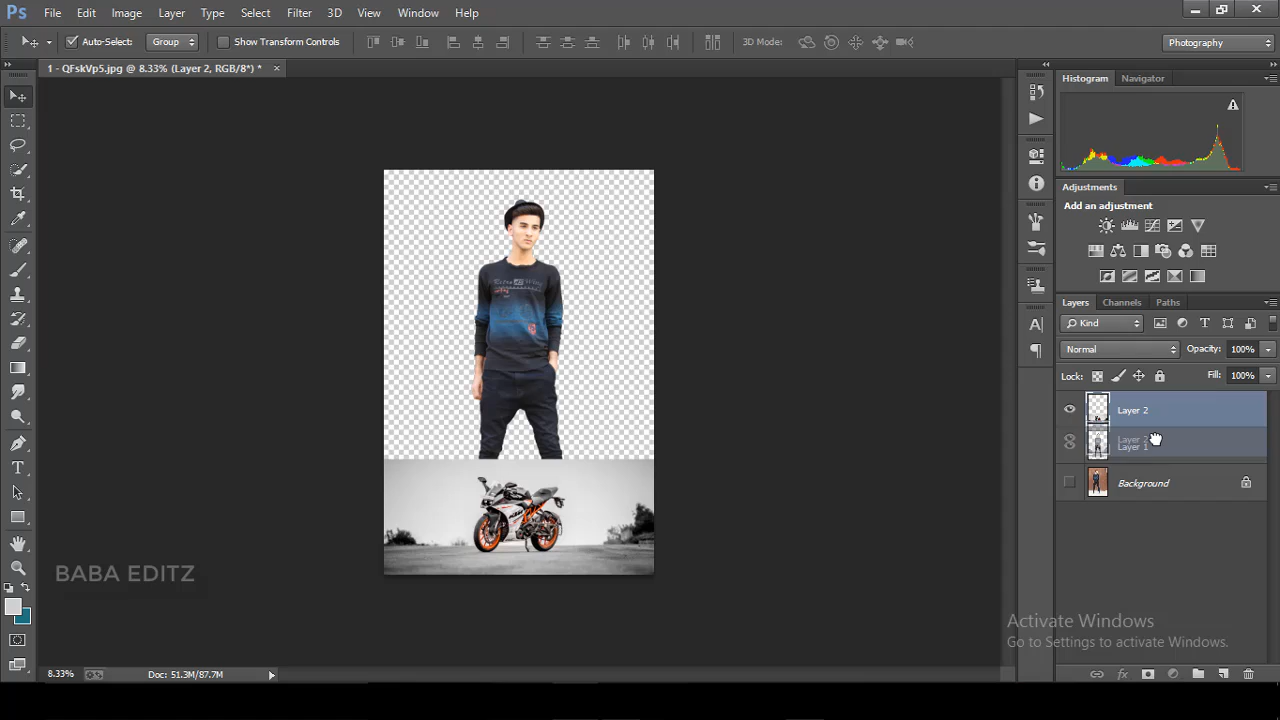 Ps File Edit Image Layer Type Select Filter 3D View Window Help
Auto-Select: Group Show Transform Controls 3D Mode: Photography
1 - QFskVp5.jpg @ 8.33% (Layer 2, RGB/8*) * ×
Histogram Navigator
Adjustments
Add an adjustment
Layers Channels Paths
Kind
Normal Opacity: 100%
Lock: Fill: 100%
Layer 2
Layer 2
Layer 1
Background
BABA EDITZ
Activate Windows
Go to Settings to activate Windows.
8.33% Doc: 51.3M/87.7M